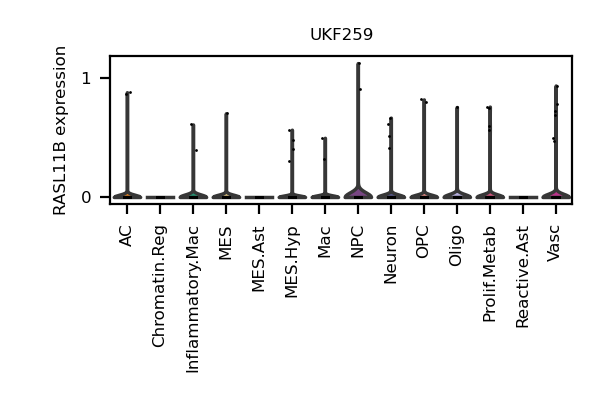 UKF259
RASL11B expression
1
0
AC
Chromatin.Reg
Inflammatory.Mac
MES
MES.Ast
MES.Hyp
Mac
NPC
Neuron
OPC
Oligo
Prolif.Metab
Reactive.Ast
Vasc